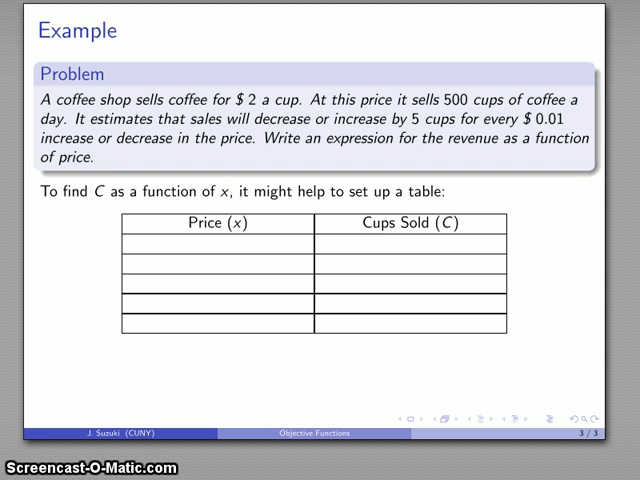 Example
Problem
A coffee shop sells coffee for $ 2 a cup. At this price it sells 500 cups of coffee a
day. It estimates that sales will decrease or increase by 5 cups for every $ 0.01
increase or decrease in the price. Write an expression for the revenue as a function
of price.
To find C as a function of x, it might help to set up a table:
Price (x) Cups Sold (C)
J. Suzuki (CUNY) Objective Functions 3 / 3
Screencast-O-Matic.com